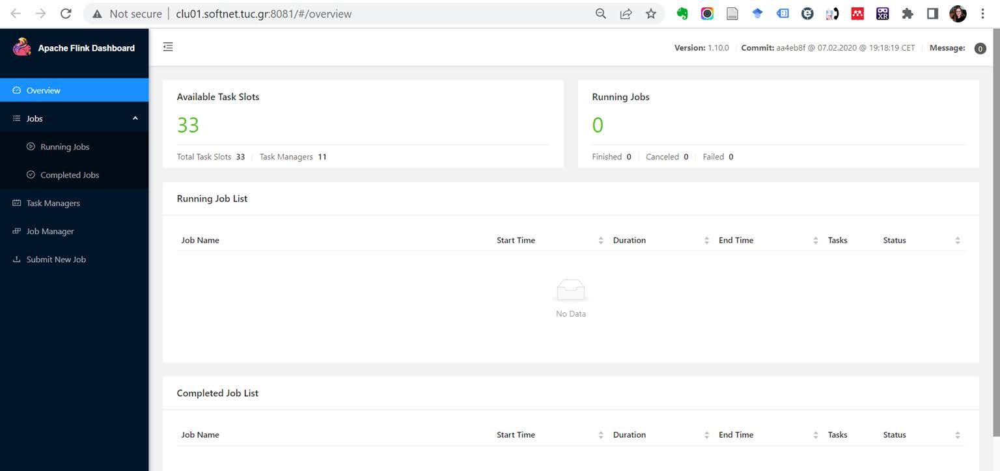 Not secure | clu01.softnet.tuc.gr:8081/#/overview
Apache Flink Dashboard
Version: 1.10.0 Commit: aa4eb8f @ 07.02.2020 @ 19:18:19 CET Message: 0
Overview
Jobs
Running Jobs
Completed Jobs
Task Managers
Job Manager
Submit New Job
Available Task Slots
33
Total Task Slots 33 Task Managers 11
Running Jobs
0
Finished 0 Canceled 0 Failed 0
Running Job List
Job Name Start Time Duration End Time Tasks Status
No Data
Completed Job List
Job Name Start Time Duration End Time Tasks Status